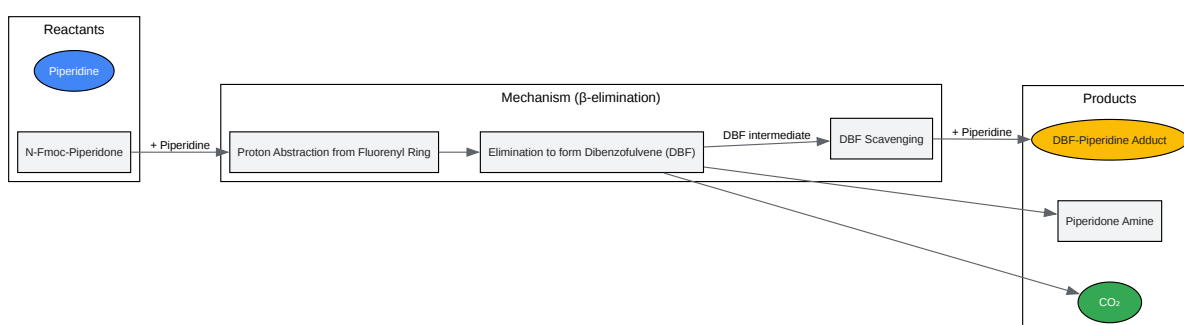 Reactants
Piperidine
N-Fmoc-Piperidone
+ Piperidine
Mechanism (β-elimination)
Proton Abstraction from Fluorenyl Ring
Elimination to form Dibenzofulvene (DBF)
DBF intermediate
DBF Scavenging
+ Piperidine
Products
DBF-Piperidine Adduct
Piperidone Amine
CO₂